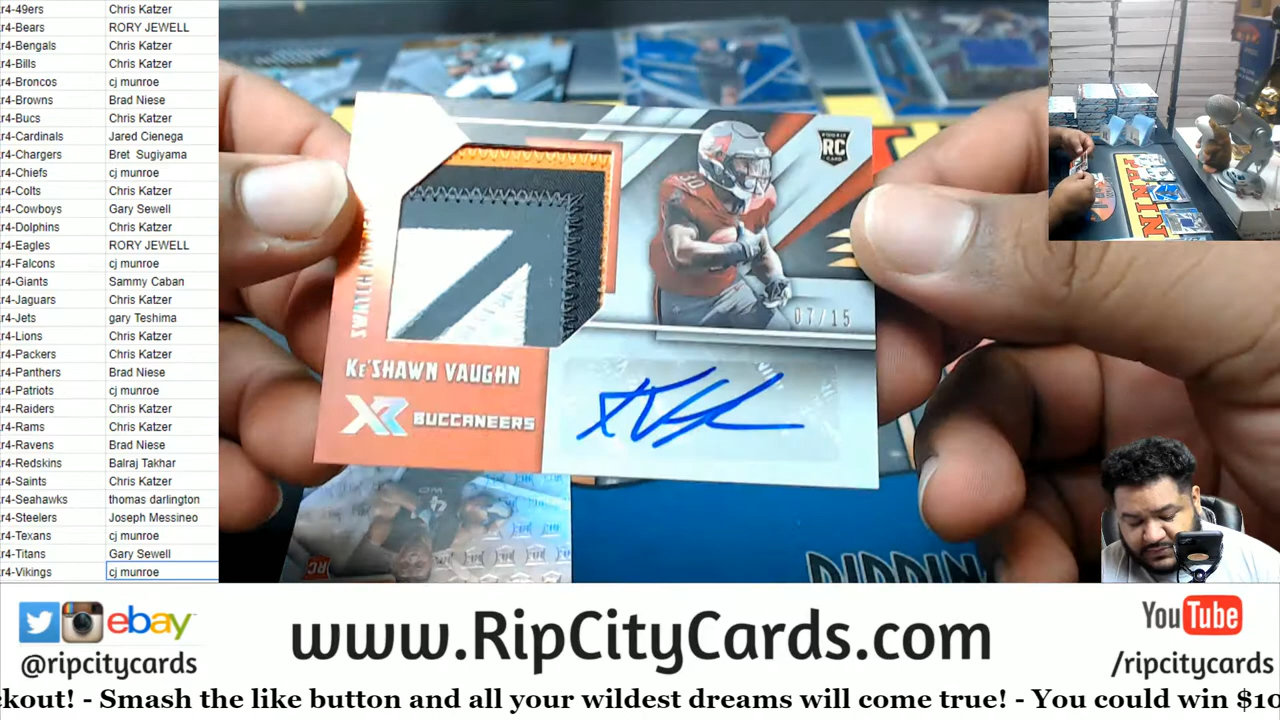 r4-49ers Chris Katzer
r4-Bears RORY JEWELL
r4-Bengals Chris Katzer
r4-Bills Chris Katzer
r4-Broncos cj munroe
r4-Browns Brad Niese
r4-Bucs Chris Katzer
r4-Cardinals Jared Cienega
r4-Chargers Bret Sugiyama
r4-Chiefs cj munroe
r4-Colts Chris Katzer
r4-Cowboys Gary Sewell
r4-Dolphins Chris Katzer
r4-Eagles RORY JEWELL
r4-Falcons cj munroe
r4-Giants Sammy Caban
r4-Jaguars Chris Katzer
r4-Jets gary Teshima
r4-Lions Chris Katzer
r4-Packers Chris Katzer
r4-Panthers Brad Niese
r4-Patriots cj munroe
r4-Raiders Chris Katzer
r4-Rams Chris Katzer
r4-Ravens Brad Niese
r4-Redskins Balraj Takhar
r4-Saints Chris Katzer
r4-Seahawks thomas darlington
r4-Steelers Joseph Messineo
r4-Texans cj munroe
r4-Titans Gary Sewell
r4-Vikings cj munroe
ROOKIE
RC
CARD
30
07/15
SWATCH
KE'SHAWN VAUGHN
XR BUCCANEERS
RC
PANINI
ebay
@ripcitycards
www.RipCityCards.com
YouTube
/ripcitycards
ckout! - Smash the like button and all your wildest dreams will come true! - You could win $10